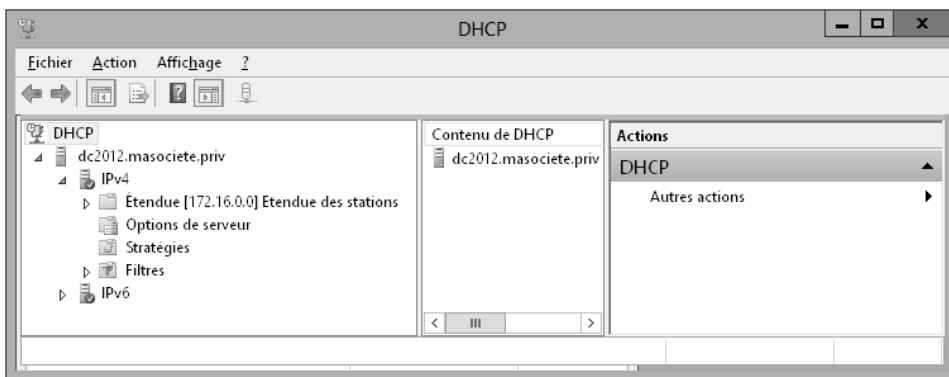 DHCP
Fichier Action Affichage ?
DHCP
dc2012.masociete.priv
IPv4
Étendue [172.16.0.0] Etendue des stations
Options de serveur
Stratégies
Filtres
IPv6
Contenu de DHCP
dc2012.masociete.priv
Actions
DHCP
Autres actions